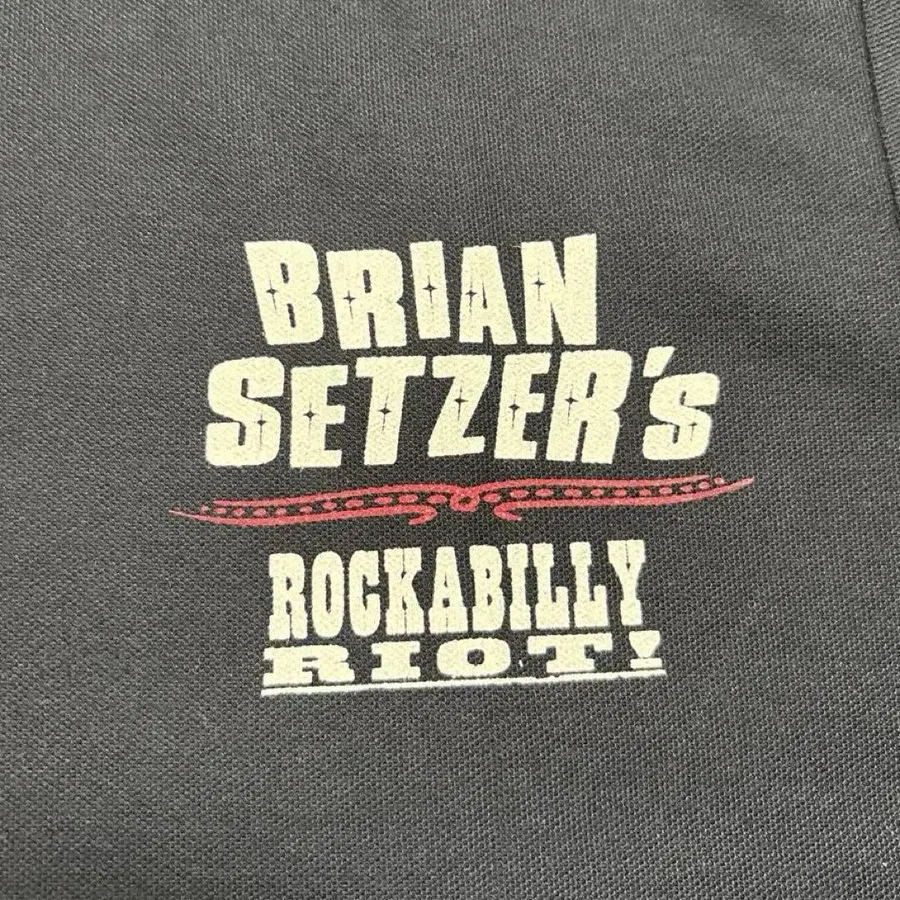 BRIAN
SETZER's
ROCKABILLY
RIOT!